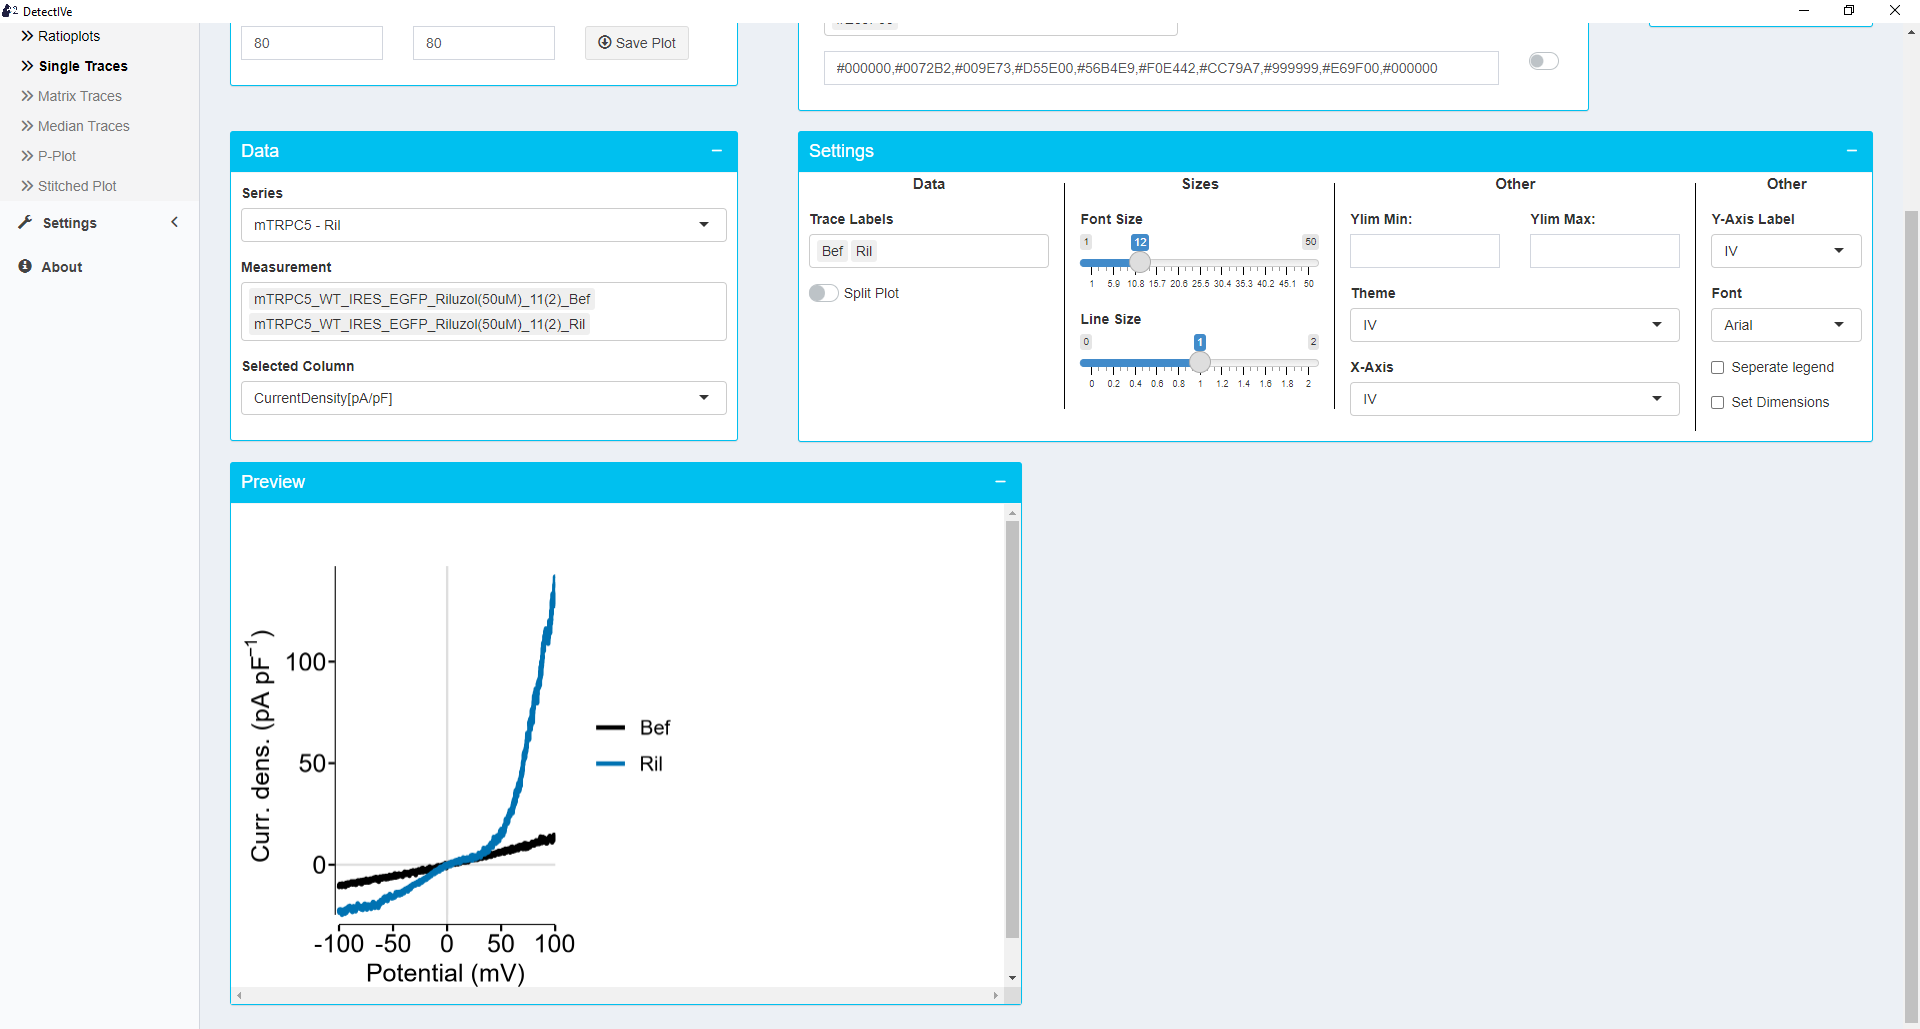 DetectIVe
Ratioplots
Single Traces
Matrix Traces
Median Traces
P-Plot
Stitched Plot
Settings
About
80
80
Save Plot
#000000,#0072B2,#009E73,#D55E00,#56B4E9,#F0E442,#CC79A7,#999999,#E69F00,#000000
Data
Series
mTRPC5 - Ril
Measurement
mTRPC5_WT_IRES_EGFP_Riluzol(50uM)_11(2)_Bef
mTRPC5_WT_IRES_EGFP_Riluzol(50uM)_11(2)_Ril
Selected Column
CurrentDensity[pA/pF]
Settings
Data
Trace Labels
Bef Ril
Split Plot
Sizes
Font Size
1 12 50
1 5.9 10.8 15.7 20.6 25.5 30.4 35.3 40.2 45.1 50
Line Size
0 1 2
0 0.2 0.4 0.6 0.8 1 1.2 1.4 1.6 1.8 2
Other
Ylim Min: Ylim Max:
Theme
IV
X-Axis
IV
Other
Y-Axis Label
IV
Font
Arial
Seperate legend
Set Dimensions
Preview
Curr. dens. (pA pF⁻¹)
100
50
0
-100 -50 0 50 100
Potential (mV)
Bef
Ril